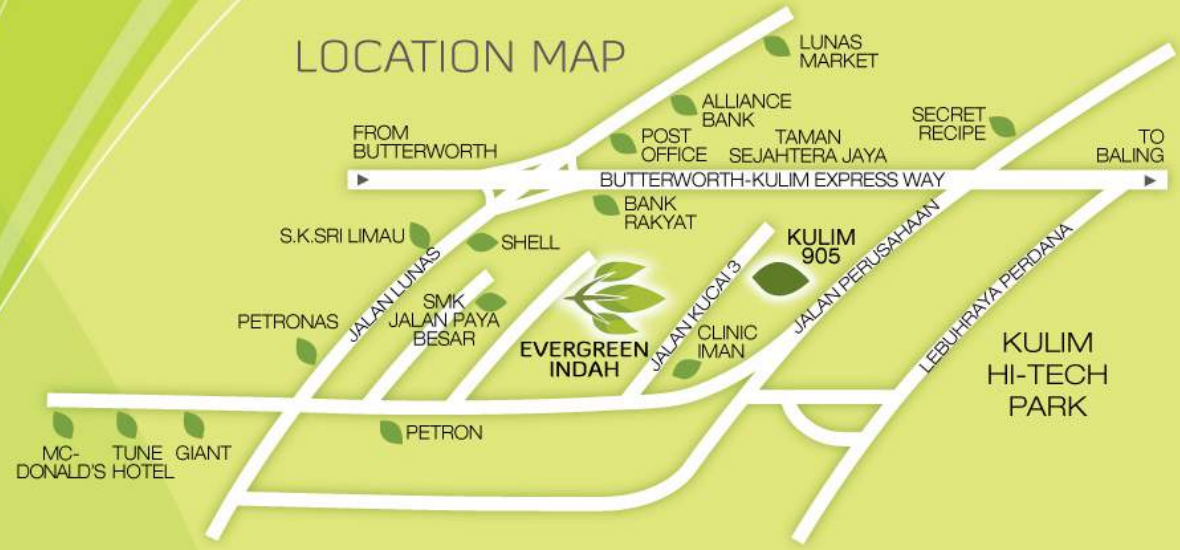 LOCATION MAP
LUNAS
MARKET
ALLIANCE
BANK
SECRET
RECIPE
FROM
BUTTERWORTH
POST
OFFICE
TAMAN
SEJAHTERA JAYA
TO
BALING
BUTTERWORTH-KULIM EXPRESS WAY
BANK
RAKYAT
S.K.SRI LIMAU
SHELL
KULIM
905
JALAN LUNAS
JALAN KUCAI 3
JALAN PERUSAHAAN
LEBUHRAYA PERDANA
SMK
JALAN PAYA
BESAR
PETRONAS
EVERGREEN
INDAH
CLINIC
IMAN
KULIM
HI-TECH
PARK
PETRON
MC-
DONALD'S
TUNE
HOTEL
GIANT